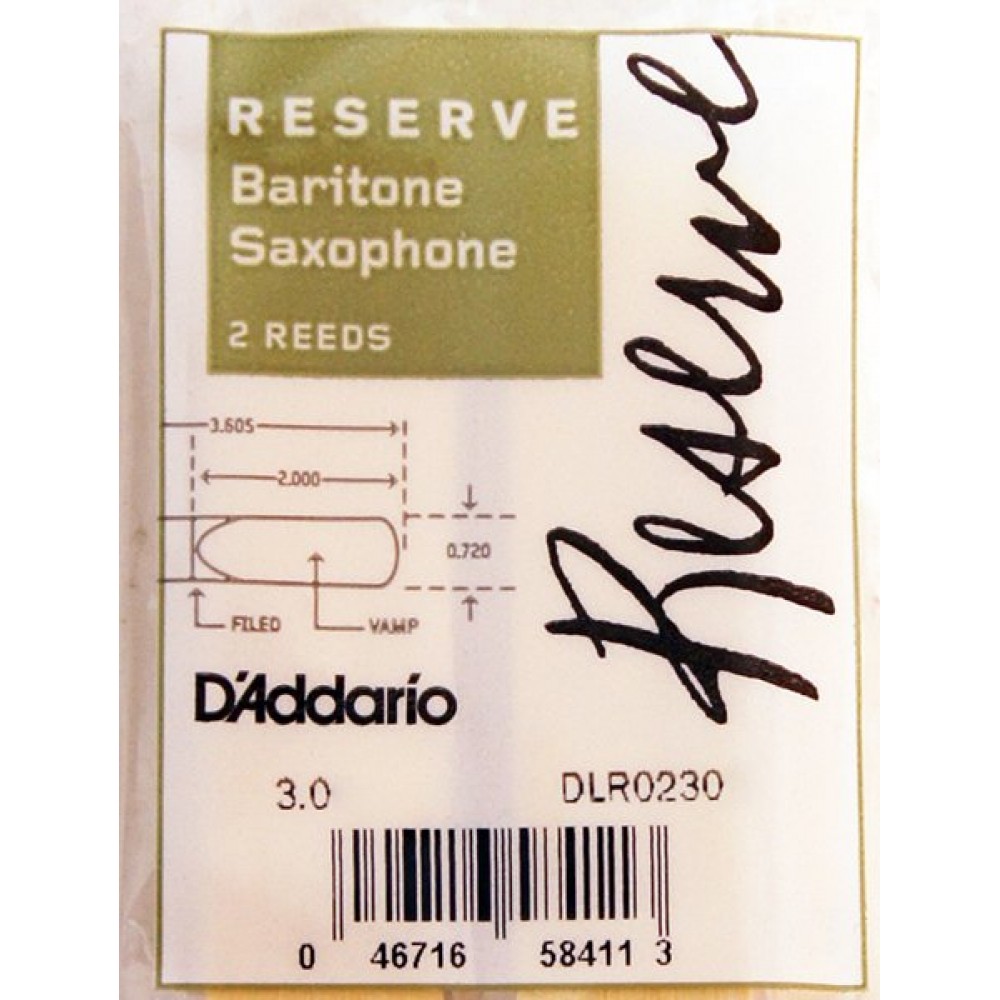 RESERVE
Baritone
Saxophone
2 REEDS
Reserve
3.605
2.000
0.720
FILED
VAMP
D'Addario
3.0 DLR0230
0 46716 58411 3